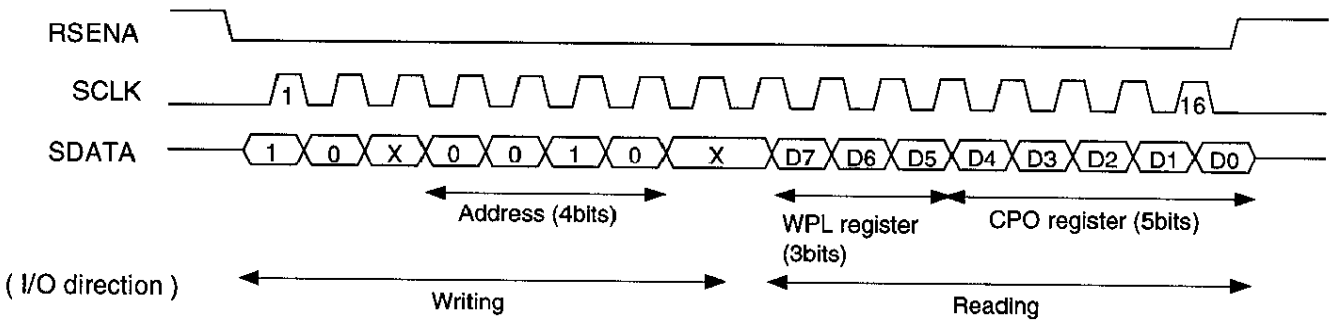 RSENA
SCLK 1 16
SDATA 1 0 X 0 0 1 0 X D7 D6 D5 D4 D3 D2 D1 D0
Address (4bits)
WPL register
(3bits)
CPO register (5bits)
( I/O direction )
Writing
Reading